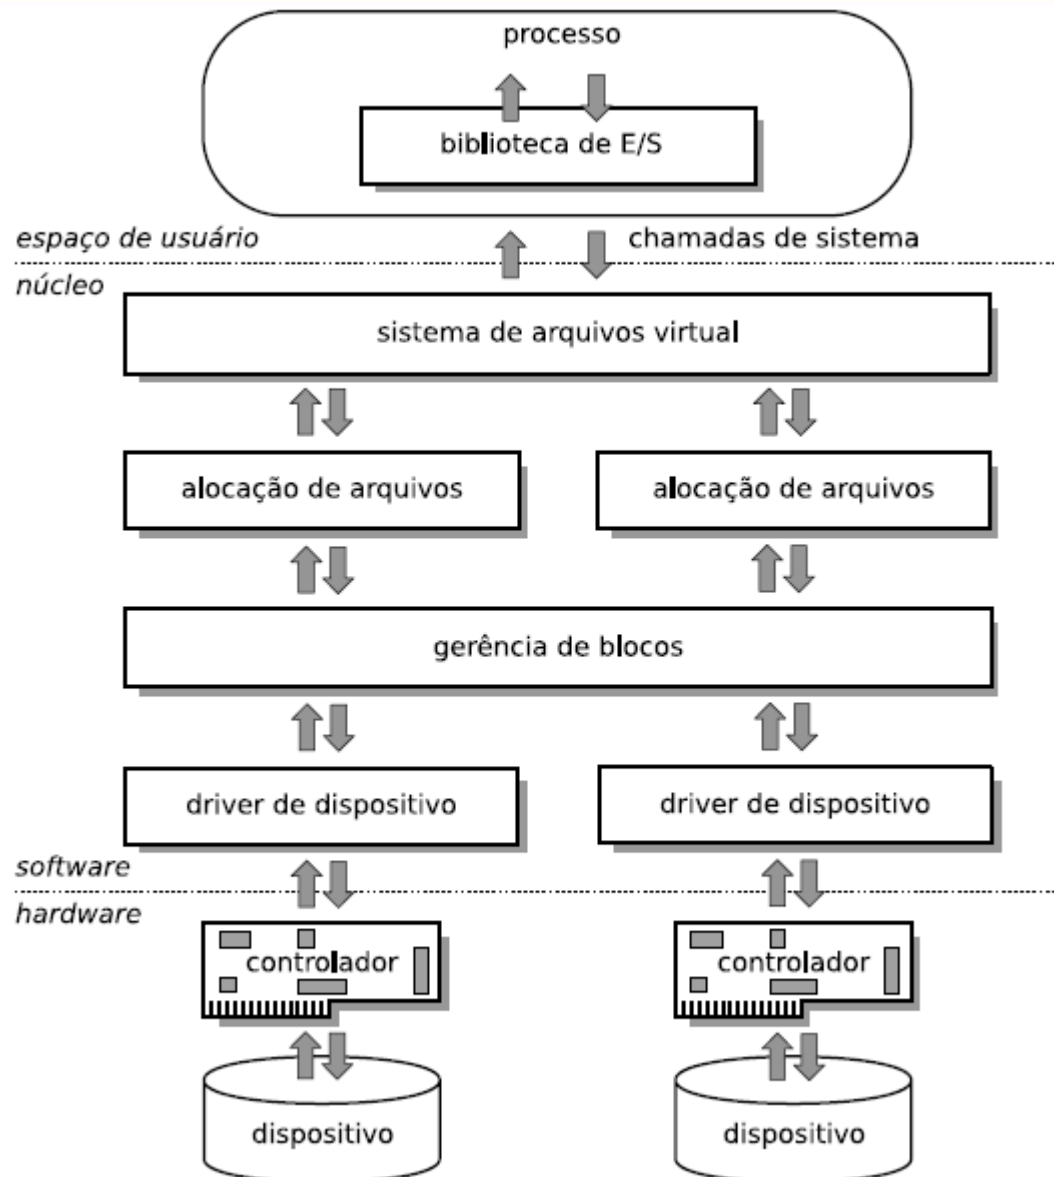 processo
biblioteca de E/S
espaço de usuário
chamadas de sistema
núcleo
sistema de arquivos virtual
alocação de arquivos
alocação de arquivos
gerência de blocos
driver de dispositivo
driver de dispositivo
software
hardware
controlador
controlador
dispositivo
dispositivo